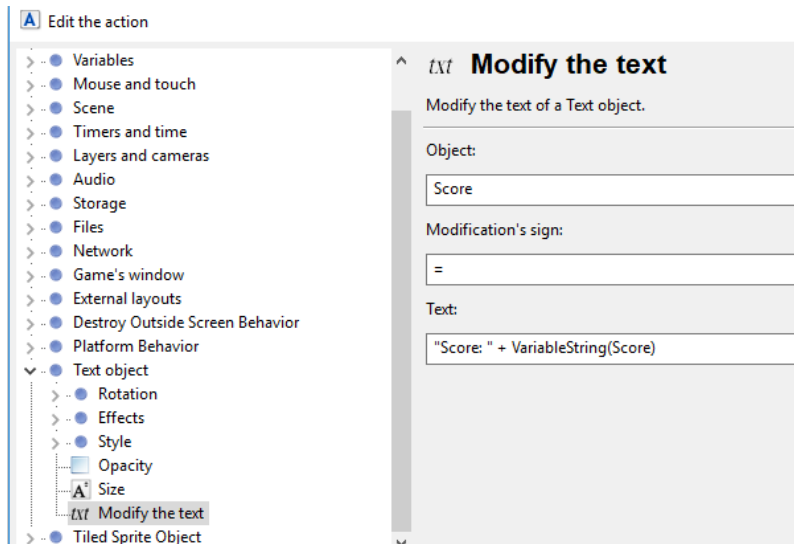 Edit the action
Variables
Mouse and touch
Scene
Timers and time
Layers and cameras
Audio
Storage
Files
Network
Game's window
External layouts
Destroy Outside Screen Behavior
Platform Behavior
Text object
Rotation
Effects
Style
Opacity
Size
txt Modify the text
Tiled Sprite Object
txt Modify the text
Modify the text of a Text object.
Object:
Score
Modification's sign:
=
Text:
"Score: " + VariableString(Score)